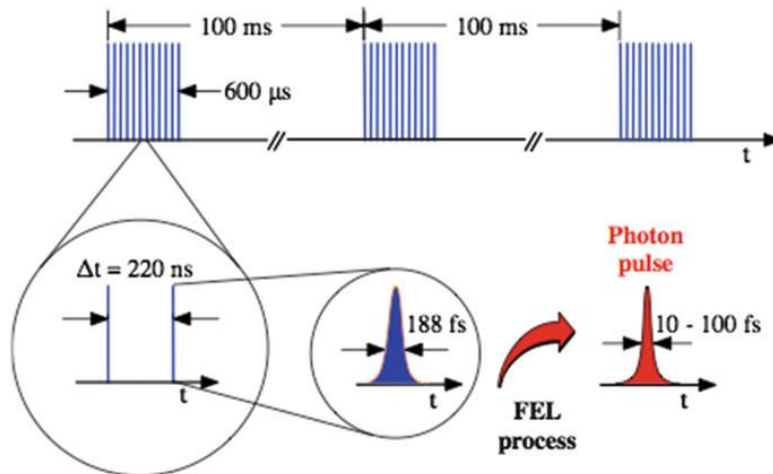 100 ms
100 ms
600 µs
t
Δt = 220 ns
t
188 fs
t
FEL
process
Photon
pulse
10 - 100 fs
t